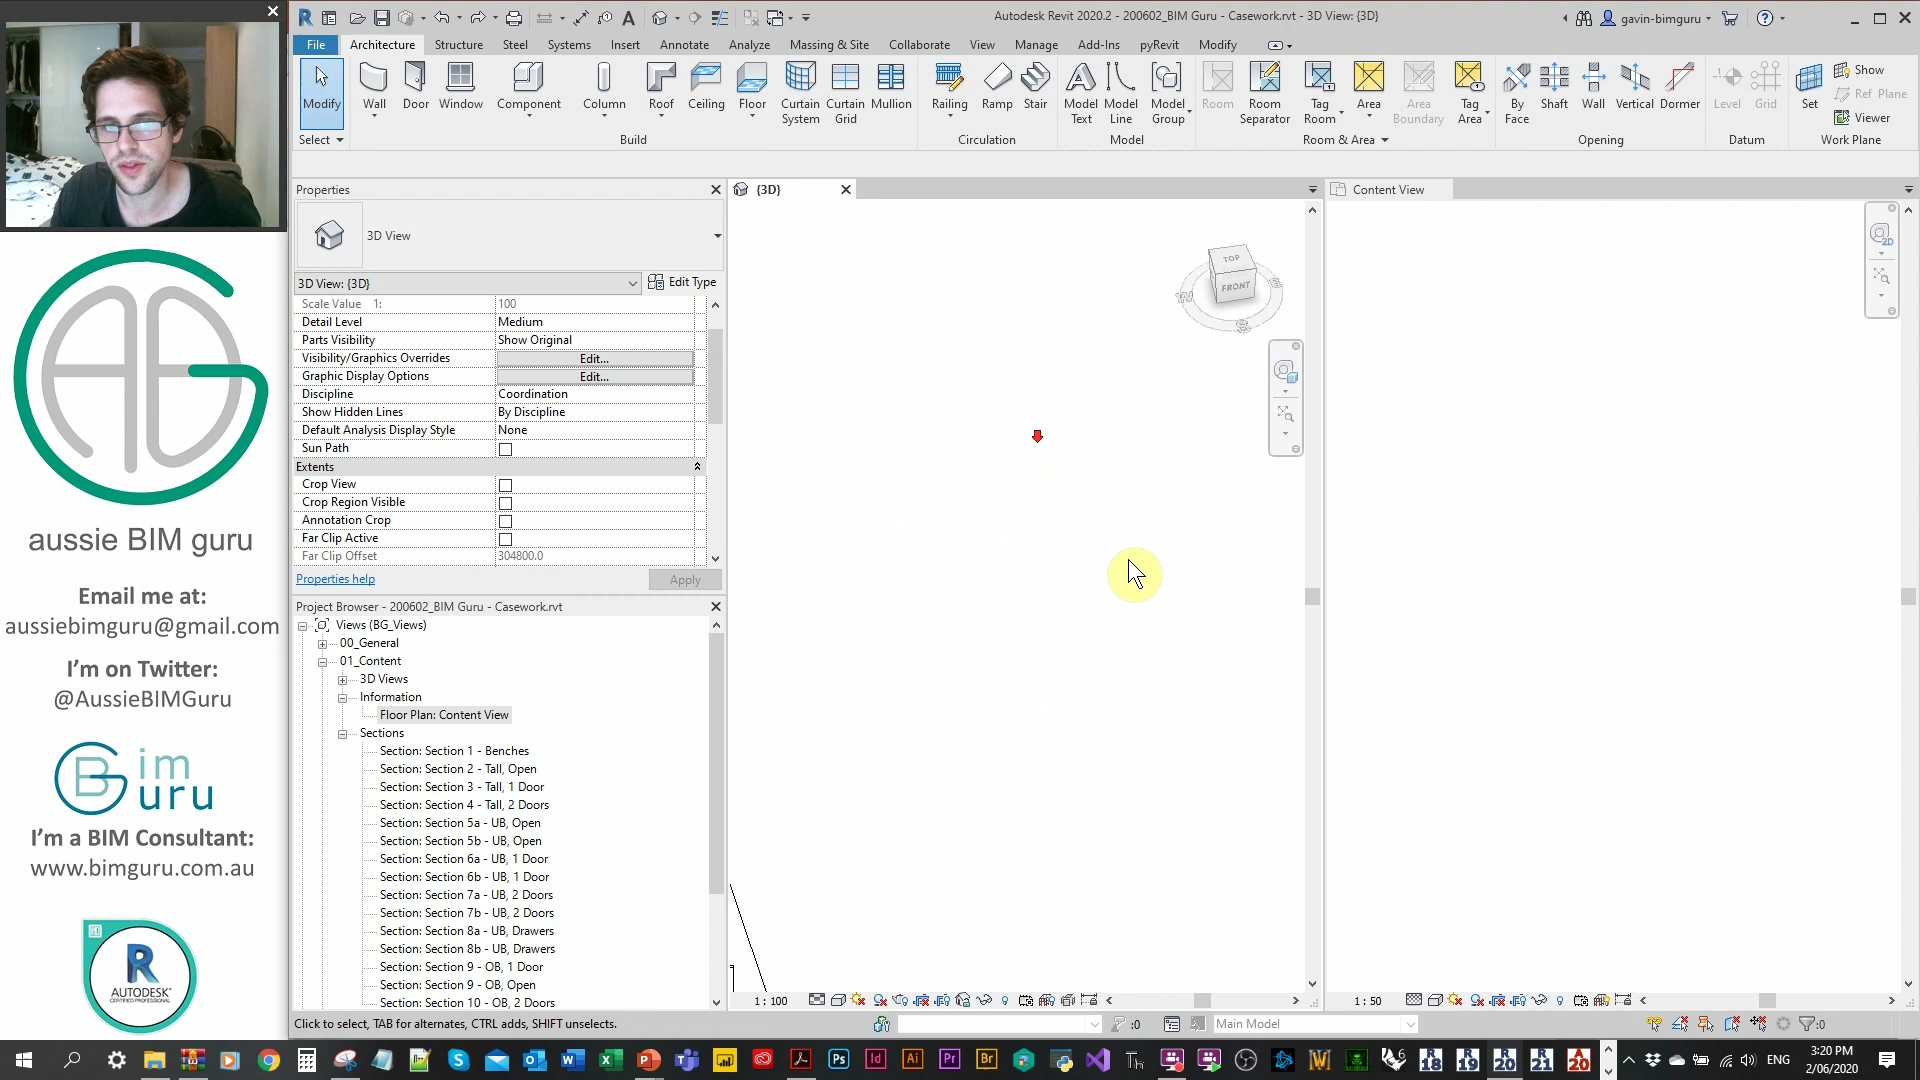 Autodesk Revit 2020.2 - 200602_BIM Guru - Casework.rvt - 3D View: {3D}
gavin-bimguru
File
Architecture
Structure
Steel
Systems
Insert
Annotate
Analyze
Massing & Site
Collaborate
View
Manage
Add-Ins
pyRevit
Modify
Modify
Wall
Door
Window
Component
Column
Roof
Ceiling
Floor
Curtain System
Curtain Grid
Mullion
Railing
Ramp
Stair
Model Text
Model Line
Model Group
Room
Room Separator
Tag Room
Area
Area Boundary
Tag Area
By Face
Shaft
Wall
Vertical
Dormer
Level
Grid
Set
Show
Ref Plane
Viewer
Select
Build
Circulation
Model
Room & Area
Opening
Datum
Work Plane
aussie BIM guru
Email me at:
aussiebimguru@gmail.com
I'm on Twitter:
@AussieBIMGuru
Bim
Guru
I'm a BIM Consultant:
www.bimguru.com.au
R
AUTODESK
CERTIFIED PROFESSIONAL
Properties
3D View
3D View: {3D}
Edit Type
Scale Value 1: 100
Detail Level Medium
Parts Visibility Show Original
Visibility/Graphics Overrides Edit...
Graphic Display Options Edit...
Discipline Coordination
Show Hidden Lines By Discipline
Default Analysis Display Style None
Sun Path
Extents
Crop View
Crop Region Visible
Annotation Crop
Far Clip Active
Far Clip Offset 304800.0
Properties help
Apply
Project Browser - 200602_BIM Guru - Casework.rvt
Views (BG_Views)
00_General
01_Content
3D Views
Information
Floor Plan: Content View
Sections
Section: Section 1 - Benches
Section: Section 2 - Tall, Open
Section: Section 3 - Tall, 1 Door
Section: Section 4 - Tall, 2 Doors
Section: Section 5a - UB, Open
Section: Section 5b - UB, Open
Section: Section 6a - UB, 1 Door
Section: Section 6b - UB, 1 Door
Section: Section 7a - UB, 2 Doors
Section: Section 7b - UB, 2 Doors
Section: Section 8a - UB, Drawers
Section: Section 8b - UB, Drawers
Section: Section 9 - OB, 1 Door
Section: Section 9 - OB, Open
Section: Section 10 - OB, 2 Doors
{3D}
Content View
TOP
FRONT
W
S
2D
1 : 100
1 : 50
Click to select, TAB for alternates, CTRL adds, SHIFT unselects.
:0
Main Model
:0
ENG
3:20 PM
2/06/2020